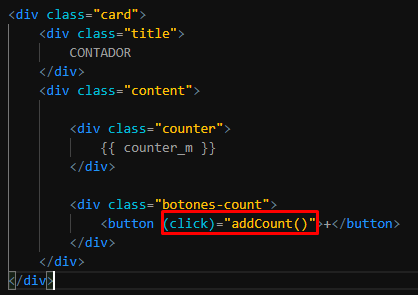 <div class="card">
<div class="title">
CONTADOR
</div>
<div class="content">
<div class="counter">
{{ counter_m }}
</div>
<div class="botones-count">
<button (click)="addCount()">+</button>
</div>
</div>
</div>